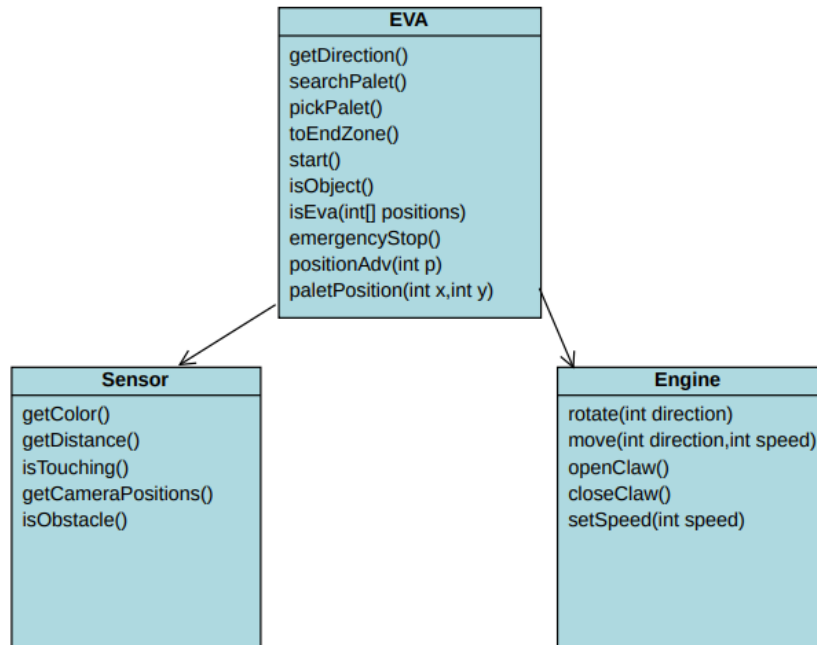 EVA
getDirection()
searchPalet()
pickPalet()
toEndZone()
start()
isObject()
isEva(int[] positions)
emergencyStop()
positionAdv(int p)
paletPosition(int x,int y)
Sensor
getColor()
getDistance()
isTouching()
getCameraPositions()
isObstacle()
Engine
rotate(int direction)
move(int direction,int speed)
openClaw()
closeClaw()
setSpeed(int speed)